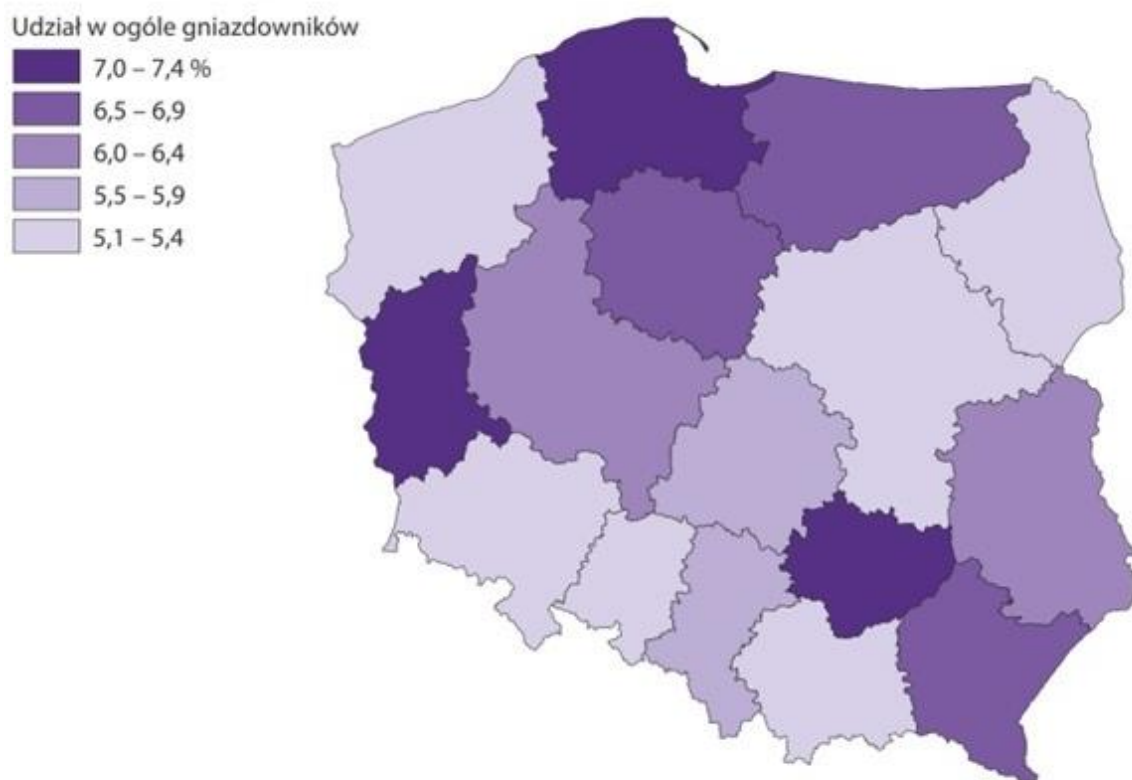 Udział w ogóle gniazdowników
7,0 – 7,4 %
6,5 – 6,9
6,0 – 6,4
5,5 – 5,9
5,1 – 5,4